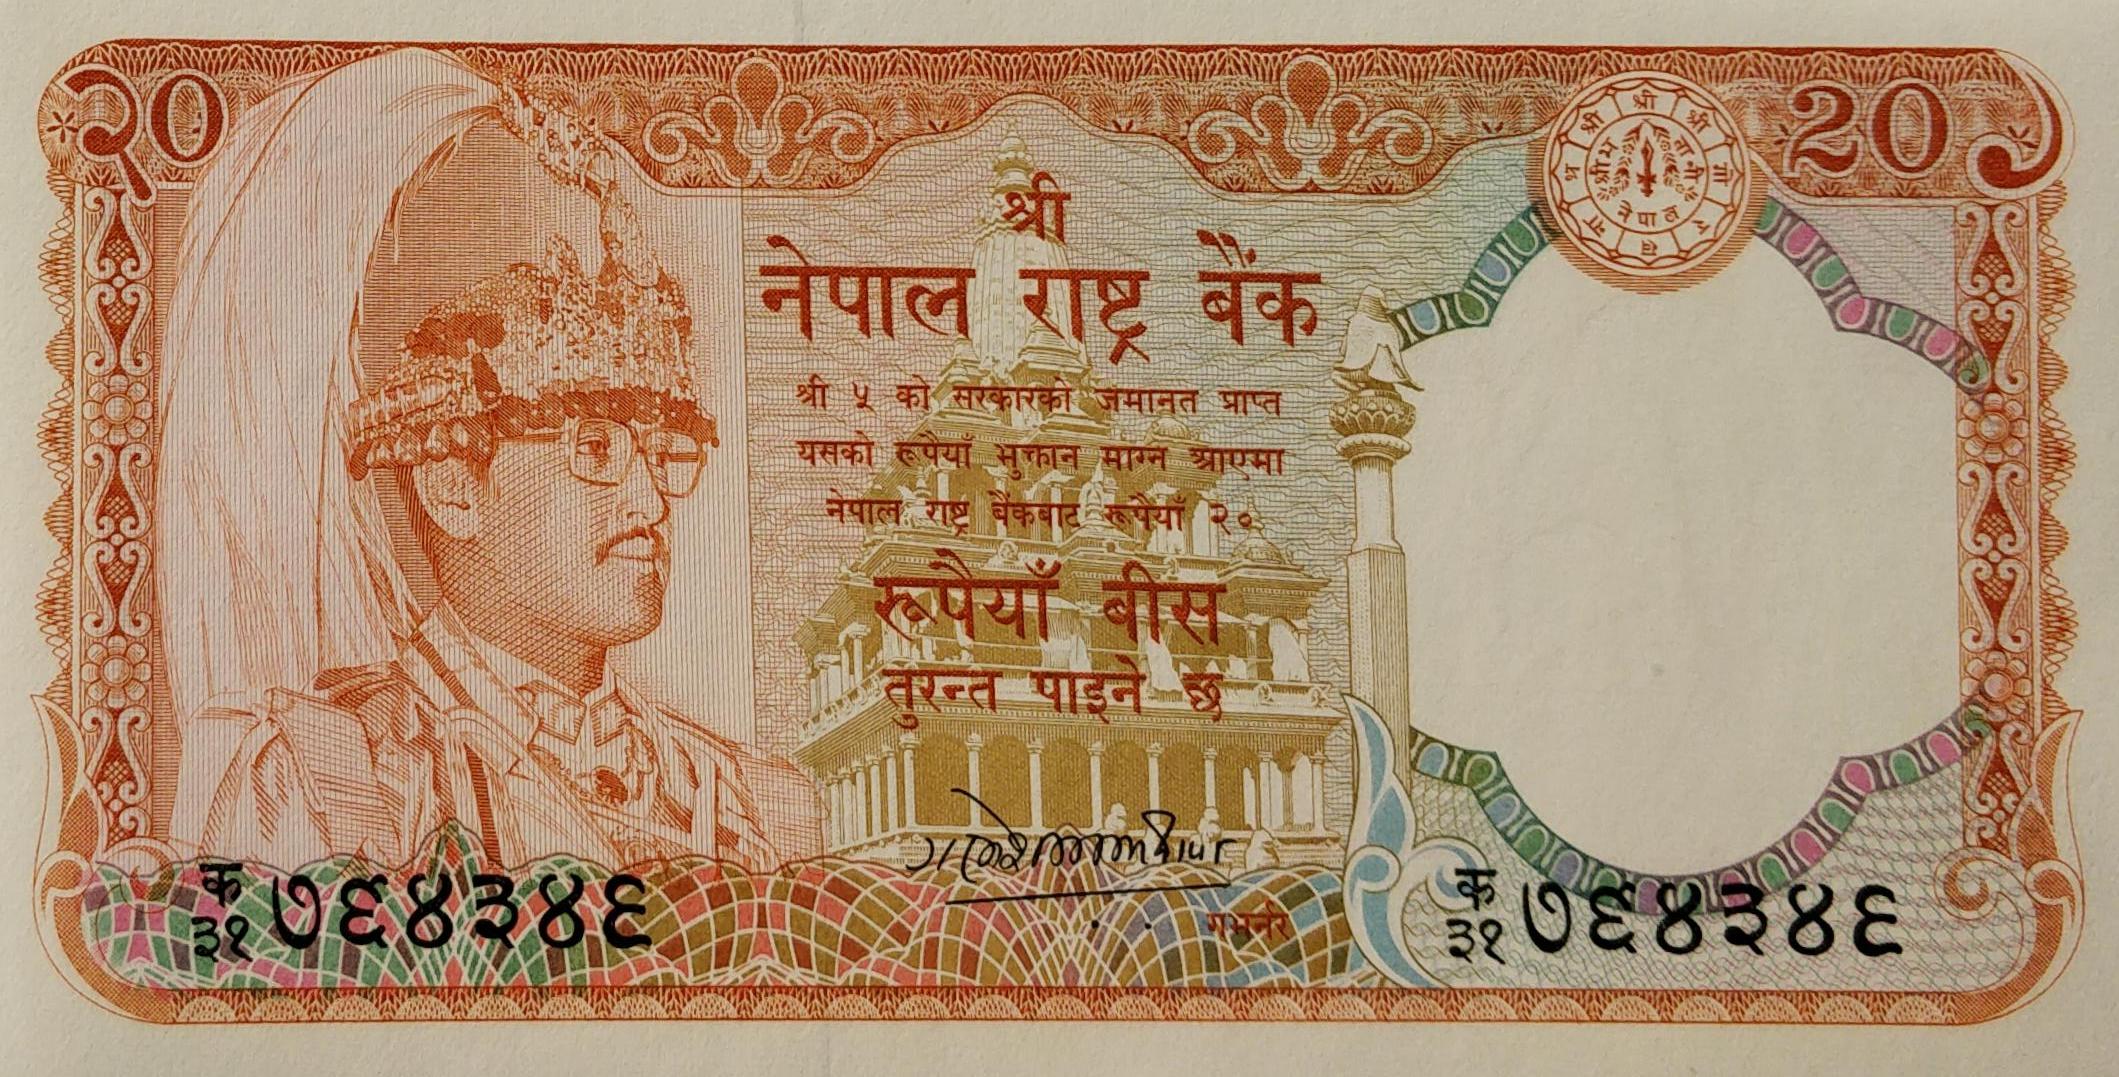 २०
20
श्री
नेपाल राष्ट्र बैंक
श्री ५ को सरकारको जमानत प्राप्त
यसको रूपैयाँ भुक्तान माग्न आएमा
नेपाल राष्ट्र बैंकबाट रूपैयाँ २०
रूपैयाँ बीस
तुरन्त पाइने छ
गभर्नर
क
३१ ७६४३४६
क
३१ ७६४३४६